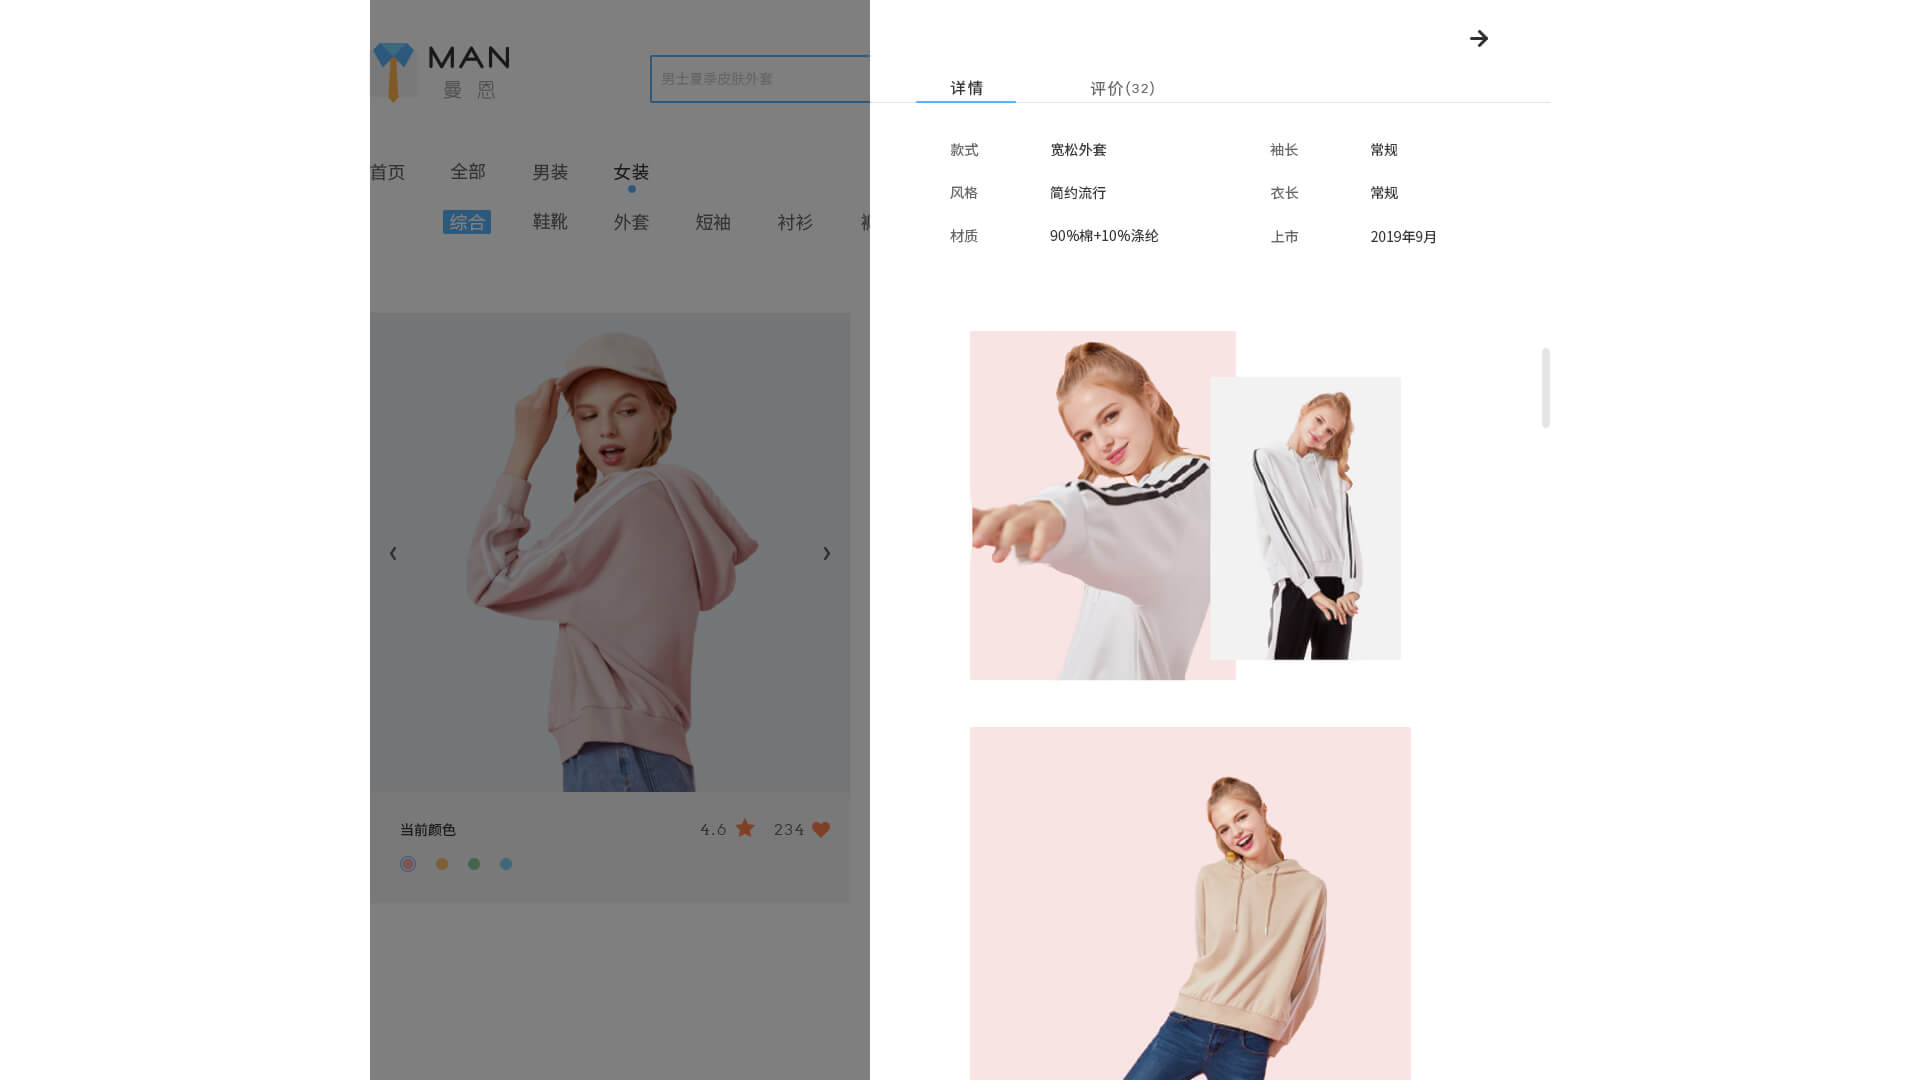 MAN
曼 恩
男士夏季皮肤外套
首页 全部 男装 女装
综合 鞋靴 外套 短袖 衬衫
当前颜色 4.6 234
详情 评价(32)
款式 宽松外套 袖长 常规
风格 简约流行 衣长 常规
材质 90%棉+10%涤纶 上市 2019年9月